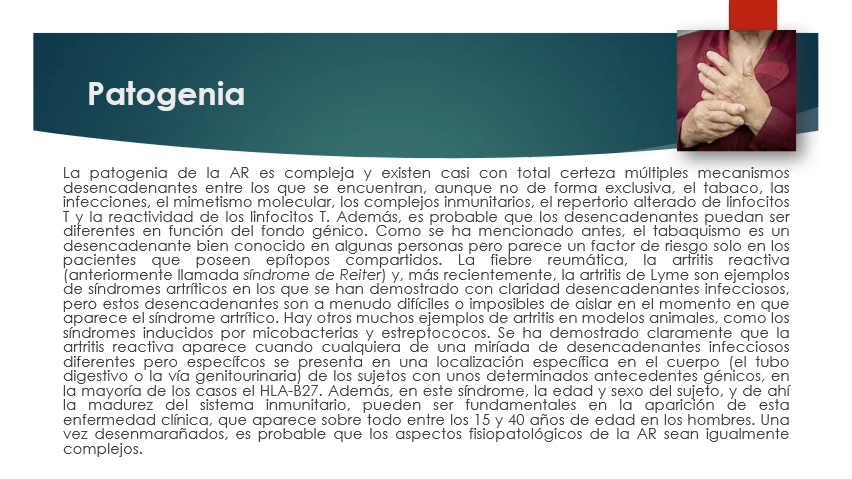 Patogenia
La patogenia de la AR es compleja y existen casi con total certeza múltiples mecanismos
desencadenantes entre los que se encuentran, aunque no de forma exclusiva, el tabaco, las
infecciones, el mimetismo molecular, los complejos inmunitarios, el repertorio alterado de linfocitos
T y la reactividad de los linfocitos T. Además, es probable que los desencadenantes puedan ser
diferentes en función del fondo génico. Como se ha mencionado antes, el tabaquismo es un
desencadenante bien conocido en algunas personas pero parece un factor de riesgo solo en los
pacientes que poseen epítopos compartidos. La fiebre reumática, la artritis reactiva
(anteriormente llamada síndrome de Reiter) y, más recientemente, la artritis de Lyme son ejemplos
de síndromes artríticos en los que se han demostrado con claridad desencadenantes infecciosos,
pero estos desencadenantes son a menudo difíciles o imposibles de aislar en el momento en que
aparece el síndrome artrítico. Hay otros muchos ejemplos de artritis en modelos animales, como los
síndromes inducidos por micobacterias y estreptococos. Se ha demostrado claramente que la
artritis reactiva aparece cuando cualquiera de una miríada de desencadenantes infecciosos
diferentes pero específcos se presenta en una localización específica en el cuerpo (el tubo
digestivo o la vía genitourinaria) de los sujetos con unos determinados antecedentes génicos, en
la mayoría de los casos el HLA-B27. Además, en este síndrome, la edad y sexo del sujeto, y de ahí
la madurez del sistema inmunitario, pueden ser fundamentales en la aparición de esta
enfermedad clínica, que aparece sobre todo entre los 15 y 40 años de edad en los hombres. Una
vez desenmarañados, es probable que los aspectos fisiopatológicos de la AR sean igualmente
complejos.